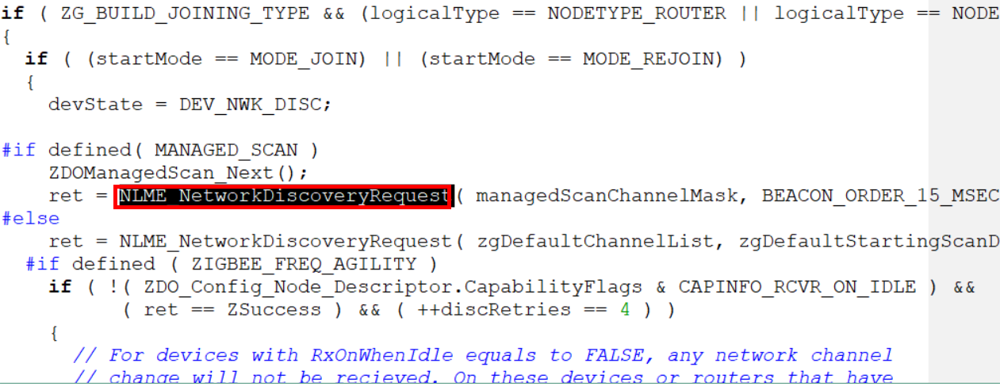 if ( ZG_BUILD_JOINING_TYPE && (logicalType == NODETYPE_ROUTER || logicalType == NODE
{
if ( (startMode == MODE_JOIN) || (startMode == MODE_REJOIN) )
{
devState = DEV_NWK_DISC;
#if defined( MANAGED_SCAN )
ZDOManagedScan_Next();
ret = NLME_NetworkDiscoveryRequest( managedScanChannelMask, BEACON_ORDER_15_MSEC
#else
ret = NLME_NetworkDiscoveryRequest( zgDefaultChannelList, zgDefaultStartingScanD
#if defined ( ZIGBEE_FREQ_AGILITY )
if ( !( ZDO_Config_Node_Descriptor.CapabilityFlags & CAPINFO_RCVR_ON_IDLE ) &&
( ret == ZSuccess ) && ( ++discRetries == 4 ) )
{
// For devices with RxOnWhenIdle equals to FALSE, any network channel
// change will not be recieved. On these devices or routers that have